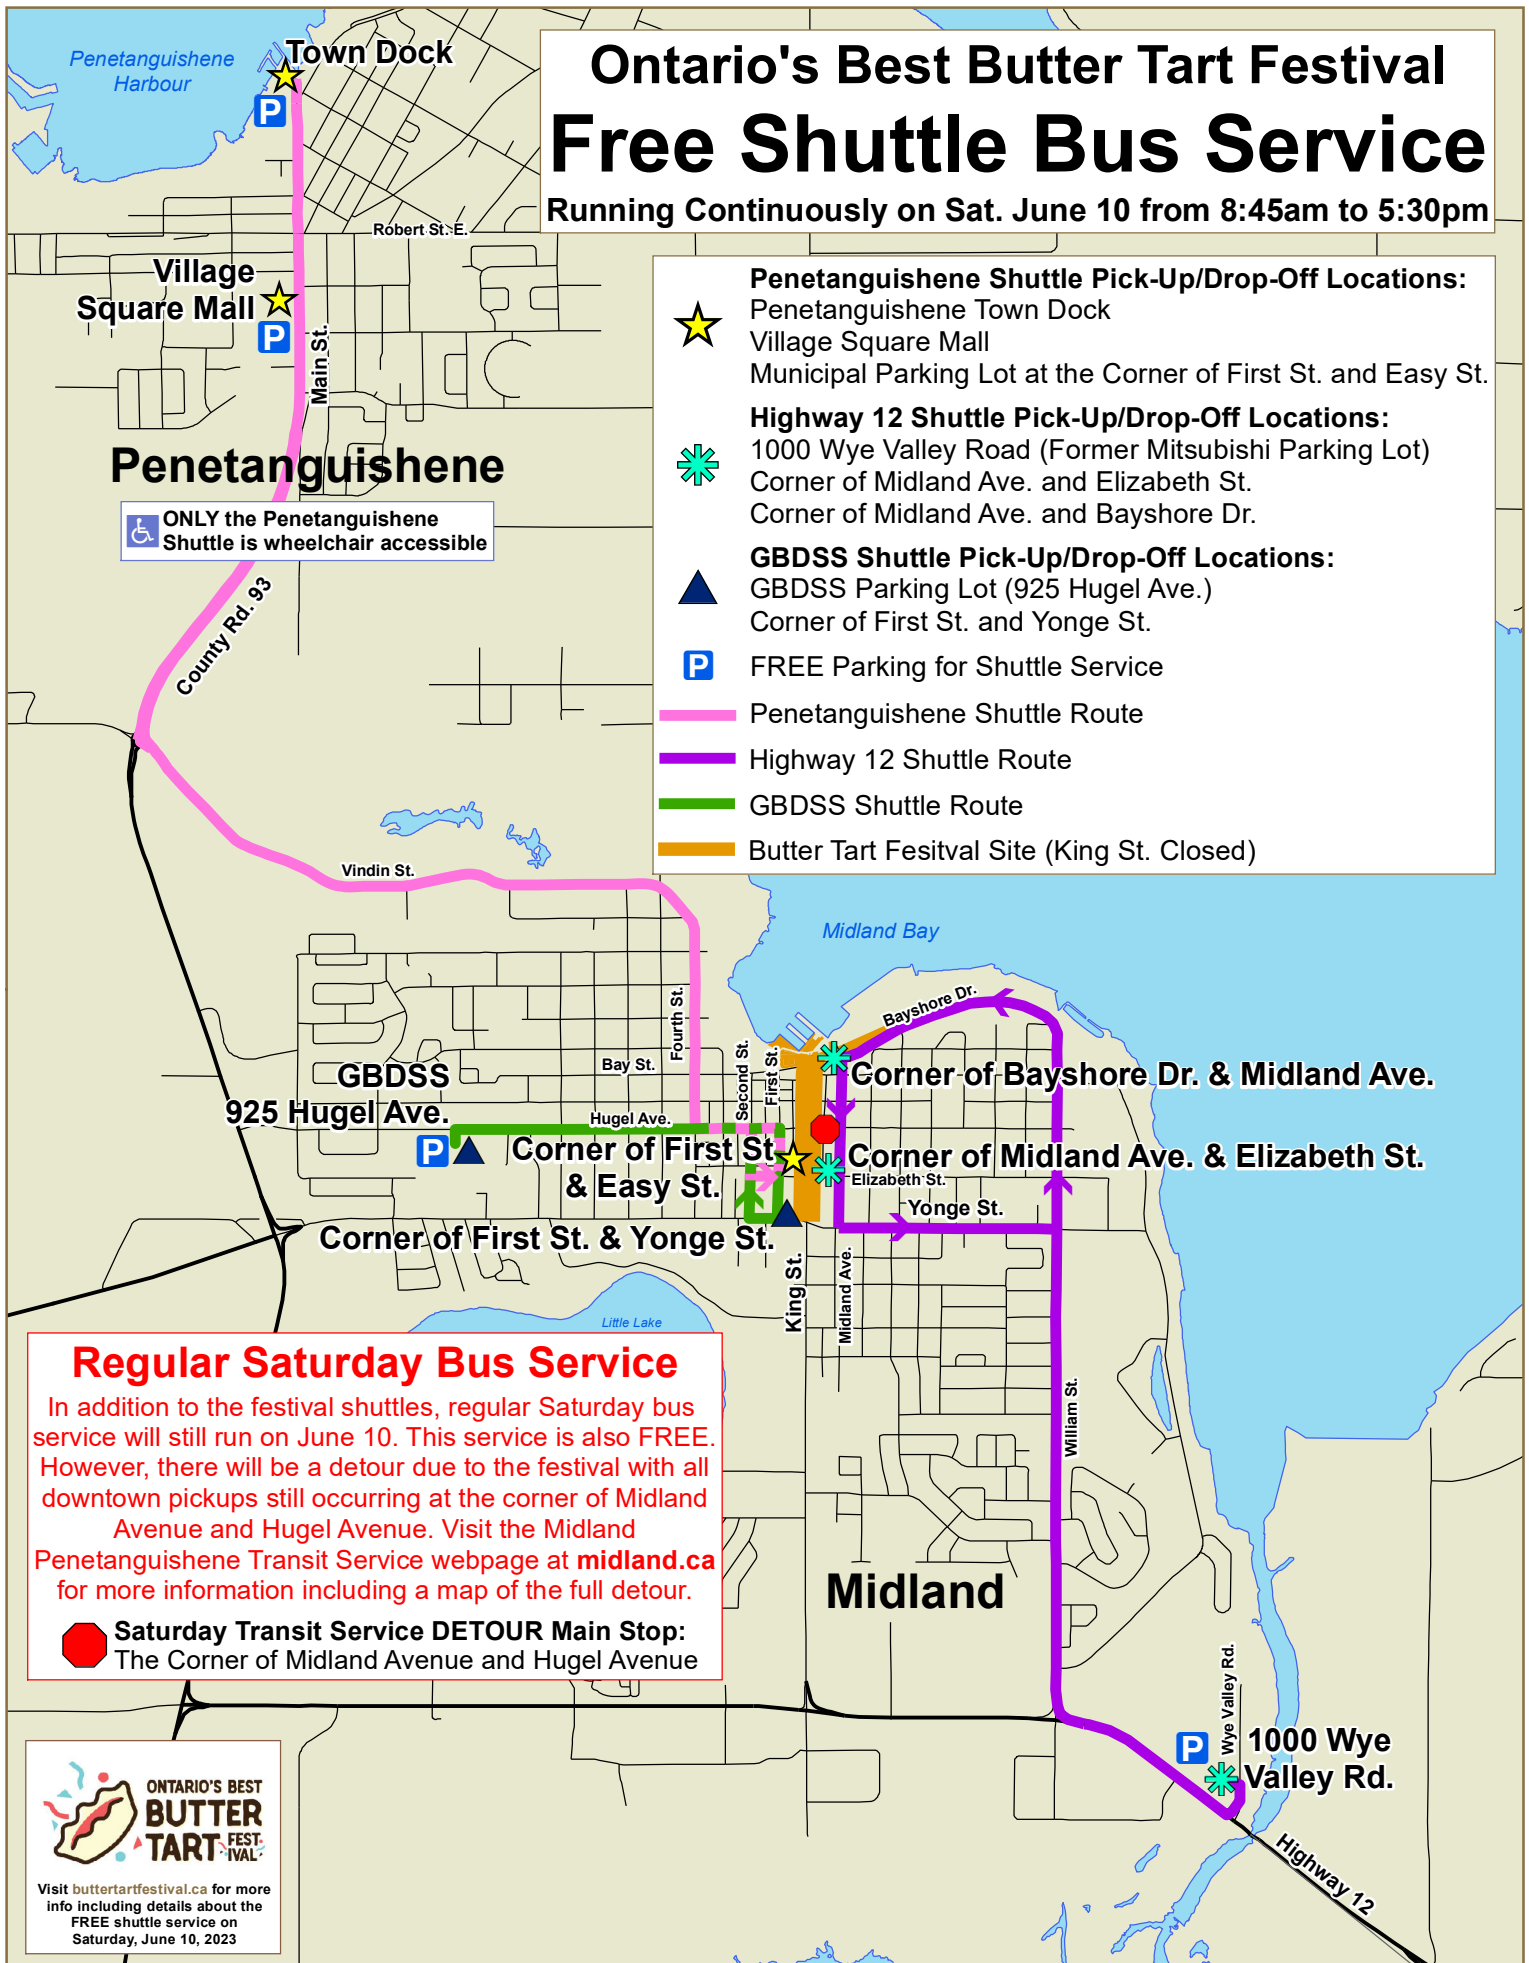 Ontario's Best Butter Tart Festival
Free Shuttle Bus Service
Running Continuously on Sat. June 10 from 8:45am to 5:30pm
Penetanguishene
Harbour
Town Dock
P
Robert St. E.
Village
Square Mall
P
Main St.
Penetanguishene
ONLY the Penetanguishene
Shuttle is wheelchair accessible
County Rd. 93
Penetanguishene Shuttle Pick-Up/Drop-Off Locations:
Penetanguishene Town Dock
Village Square Mall
Municipal Parking Lot at the Corner of First St. and Easy St.
Highway 12 Shuttle Pick-Up/Drop-Off Locations:
1000 Wye Valley Road (Former Mitsubishi Parking Lot)
Corner of Midland Ave. and Elizabeth St.
Corner of Midland Ave. and Bayshore Dr.
GBDSS Shuttle Pick-Up/Drop-Off Locations:
GBDSS Parking Lot (925 Hugel Ave.)
Corner of First St. and Yonge St.
P
FREE Parking for Shuttle Service
Penetanguishene Shuttle Route
Highway 12 Shuttle Route
GBDSS Shuttle Route
Butter Tart Fesitval Site (King St. Closed)
Vindin St.
Midland Bay
Bayshore Dr.
Fourth St.
Second St.
First St.
Bay St.
GBDSS
925 Hugel Ave.
P
Hugel Ave.
Corner of Bayshore Dr. & Midland Ave.
Corner of First St.
& Easy St.
Corner of Midland Ave. & Elizabeth St.
Elizabeth St.
Yonge St.
Corner of First St. & Yonge St.
King St.
Midland Ave.
Little Lake
William St.
Regular Saturday Bus Service
In addition to the festival shuttles, regular Saturday bus
service will still run on June 10. This service is also FREE.
However, there will be a detour due to the festival with all
downtown pickups still occurring at the corner of Midland
Avenue and Hugel Avenue. Visit the Midland
Penetanguishene Transit Service webpage at midland.ca
for more information including a map of the full detour.
Saturday Transit Service DETOUR Main Stop:
The Corner of Midland Avenue and Hugel Avenue
Midland
Wye Valley Rd.
P
1000 Wye
Valley Rd.
Highway 12
ONTARIO'S BEST
BUTTER
TART FEST-
IVAL
Visit buttertartfestival.ca for more
info including details about the
FREE shuttle service on
Saturday, June 10, 2023